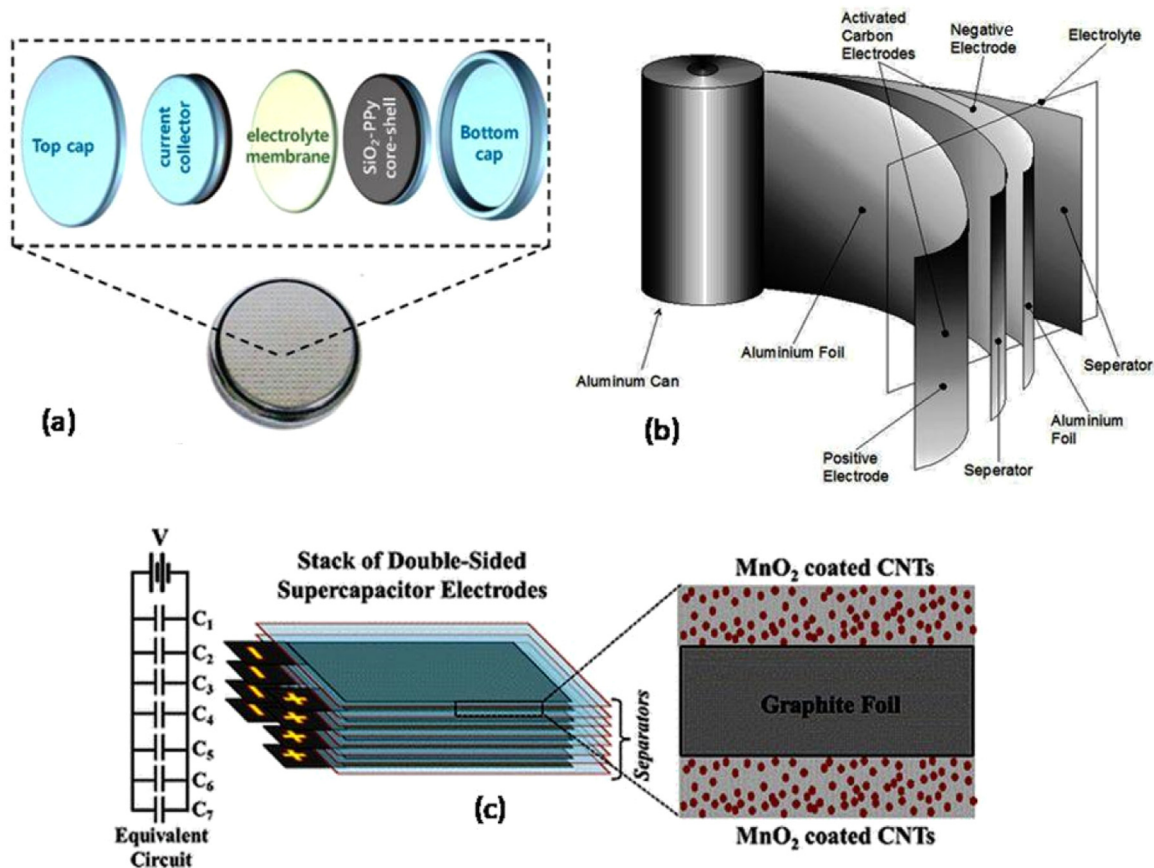 Top cap
current
collector
electrolyte
membrane
SiO₂-PPy
core-shell
Bottom
cap
(a)
Activated
Carbon
Electrodes
Negative
Electrode
Electrolyte
Aluminium Foil
Aluminum Can
Seperator
Aluminium
Foil
Seperator
Positive
Electrode
(b)
V
C₁
C₂
C₃
C₄
C₅
C₆
C₇
Equivalent
Circuit
Stack of Double-Sided
Supercapacitor Electrodes
Separators
(c)
MnO₂ coated CNTs
Graphite Foil
MnO₂ coated CNTs